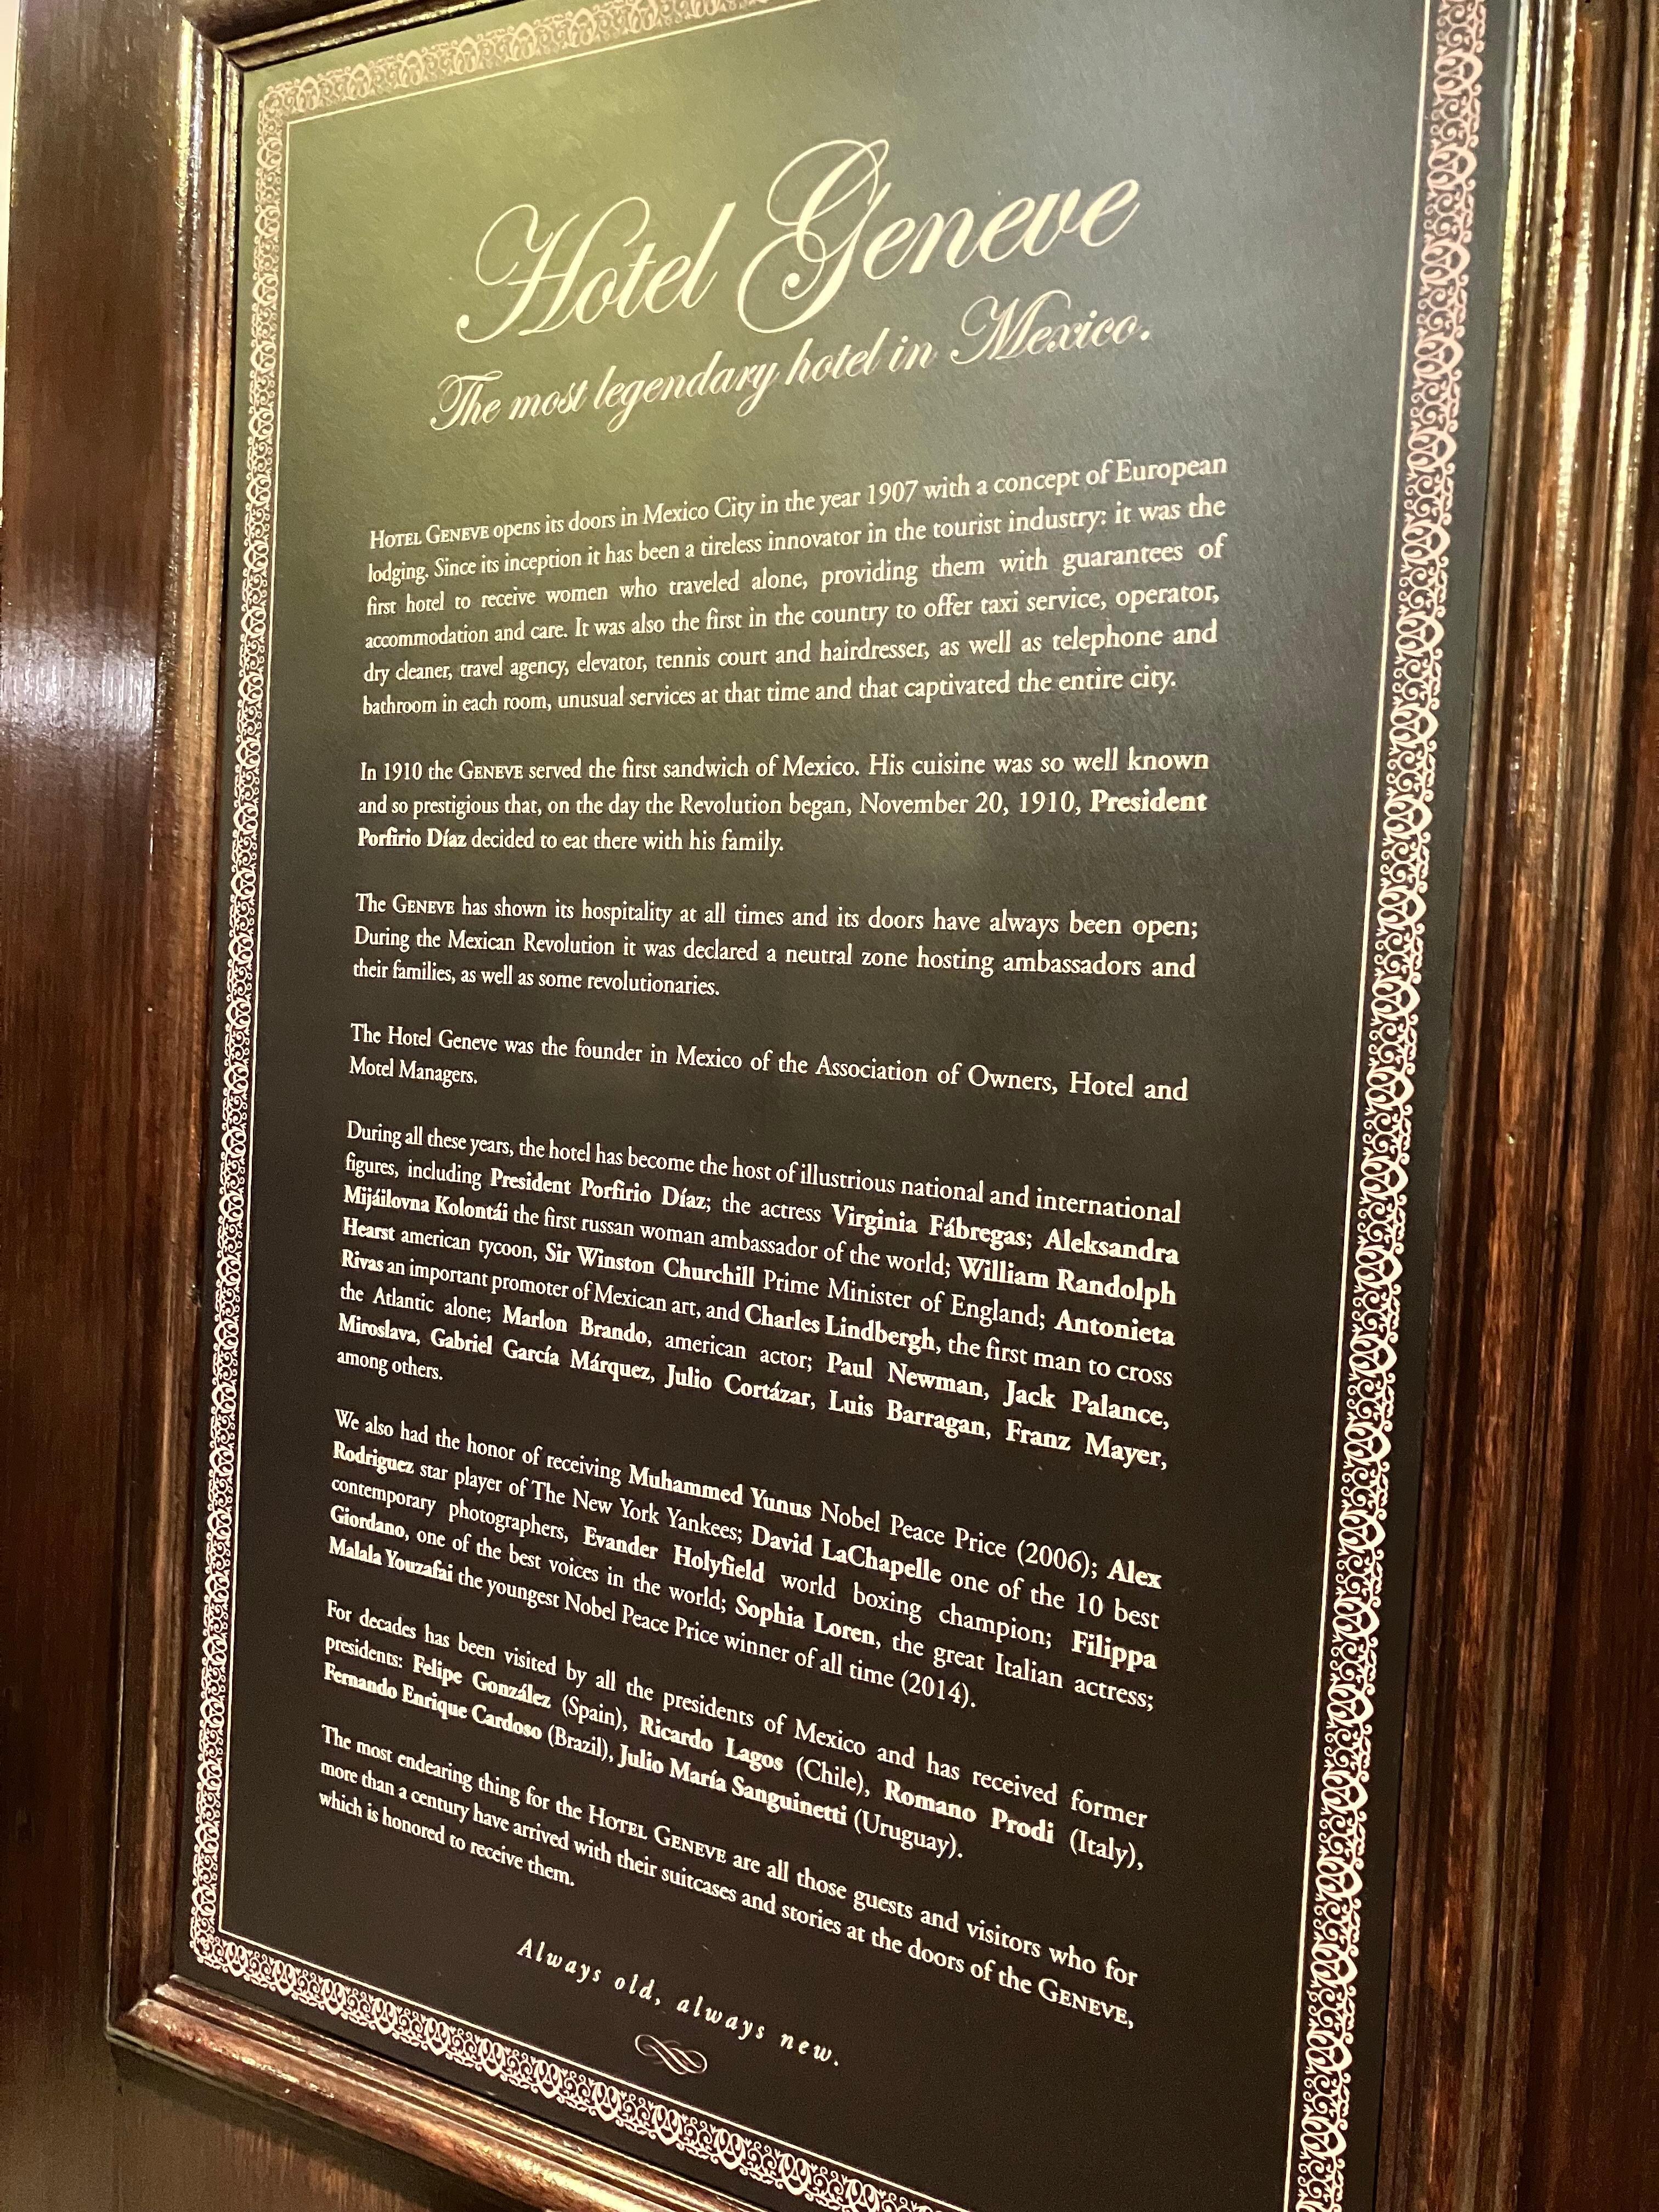 Hotel Geneve
The most legendary hotel in Mexico.
HOTEL GENEVE opens its doors in Mexico City in the year 1907 with a concept of European
lodging. Since its inception it has been a tireless innovator in the tourist industry: it was the
first hotel to receive women who traveled alone, providing them with guarantees of
accommodation and care. It was also the first in the country to offer taxi service, operator,
dry cleaner, travel agency, elevator, tennis court and hairdresser, as well as telephone and
bathroom in each room, unusual services at that time and that captivated the entire city.
In 1910 the GENEVE served the first sandwich of Mexico. His cuisine was so well known
and so prestigious that, on the day the Revolution began, November 20, 1910, President
Porfirio Díaz decided to eat there with his family.
The GENEVE has shown its hospitality at all times and its doors have always been open;
During the Mexican Revolution it was declared a neutral zone hosting ambassadors and
their families, as well as some revolutionaries.
The Hotel Geneve was the founder in Mexico of the Association of Owners, Hotel and
Motel Managers.
During all these years, the hotel has become the host of illustrious national and international
figures, including President Porfirio Díaz; the actress Virginia Fábregas; Aleksandra
Mijáilovna Kolontái the first russan woman ambassador of the world; William Randolph
Hearst american tycoon, Sir Winston Churchill Prime Minister of England; Antonieta
Rivas an important promoter of Mexican art, and Charles Lindbergh, the first man to cross
the Atlantic alone; Marlon Brando, american actor; Paul Newman, Jack Palance,
Miroslava, Gabriel García Márquez, Julio Cortázar, Luis Barragan, Franz Mayer,
among others.
We also had the honor of receiving Muhammed Yunus Nobel Peace Price (2006); Alex
Rodriguez star player of The New York Yankees; David LaChapelle one of the 10 best
contemporary photographers, Evander Holyfield world boxing champion; Filippa
Giordano, one of the best voices in the world; Sophia Loren, the great Italian actress;
Malala Youzafai the youngest Nobel Peace Price winner of all time (2014).
For decades has been visited by all the presidents of Mexico and has received former
presidents: Felipe González (Spain), Ricardo Lagos (Chile), Romano Prodi (Italy),
Fernando Enrique Cardoso (Brazil), Julio María Sanguinetti (Uruguay).
The most endearing thing for the HOTEL GENEVE are all those guests and visitors who for
more than a century have arrived with their suitcases and stories at the doors of the GENEVE,
which is honored to receive them.
Always old, always new.